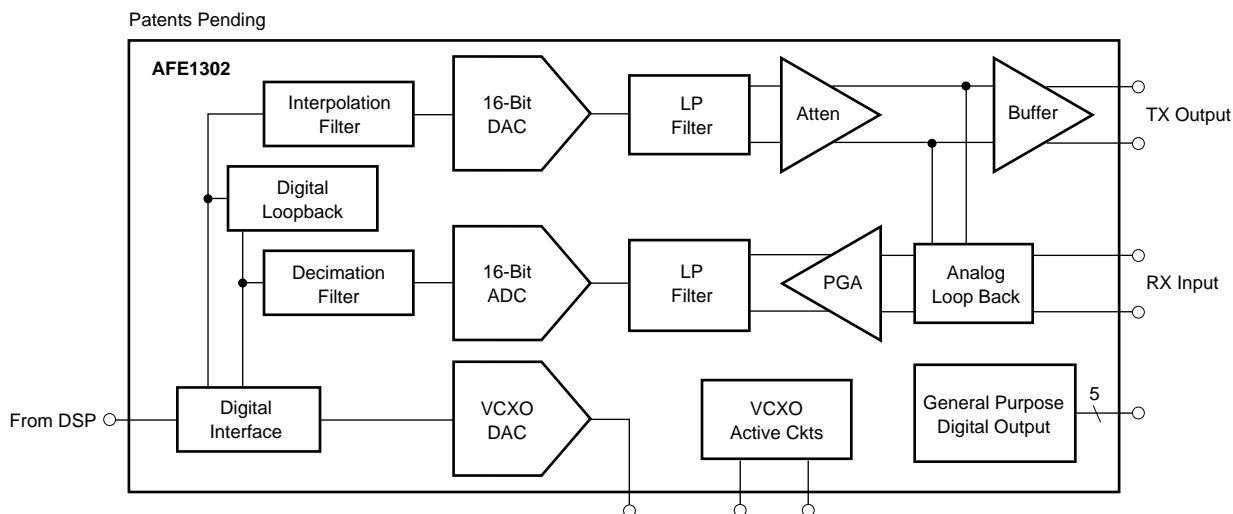 Patents Pending
AFE1302
Interpolation
Filter
16-Bit
DAC
LP
Filter
Atten
Buffer
TX Output
Digital
Loopback
Decimation
Filter
16-Bit
ADC
LP
Filter
PGA
Analog
Loop Back
RX Input
From DSP
Digital
Interface
VCXO
DAC
VCXO
Active Ckts
General Purpose
Digital Output
5